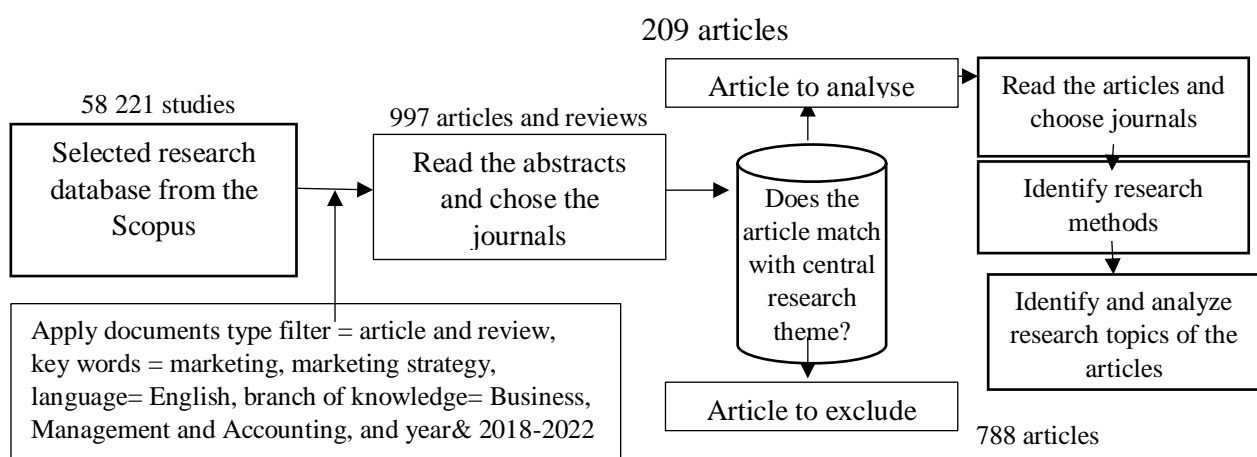 58 221 studies
Selected research
database from the
Scopus
Apply documents type filter = article and review,
key words = marketing, marketing strategy,
language= English, branch of knowledge= Business,
Management and Accounting, and year& 2018-2022
997 articles and reviews
Read the abstracts
and chose the
journals
Does the
article match
with central
research
theme?
209 articles
Article to analyse
Article to exclude
788 articles
Read the articles and
choose journals
Identify research
methods
Identify and analyze
research topics of the
articles